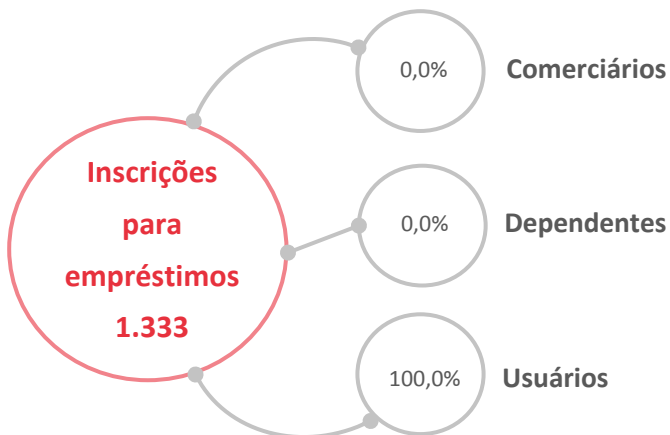 Inscrições
para
empréstimos
1.333
0,0%
Comerciários
0,0%
Dependentes
100,0%
Usuários